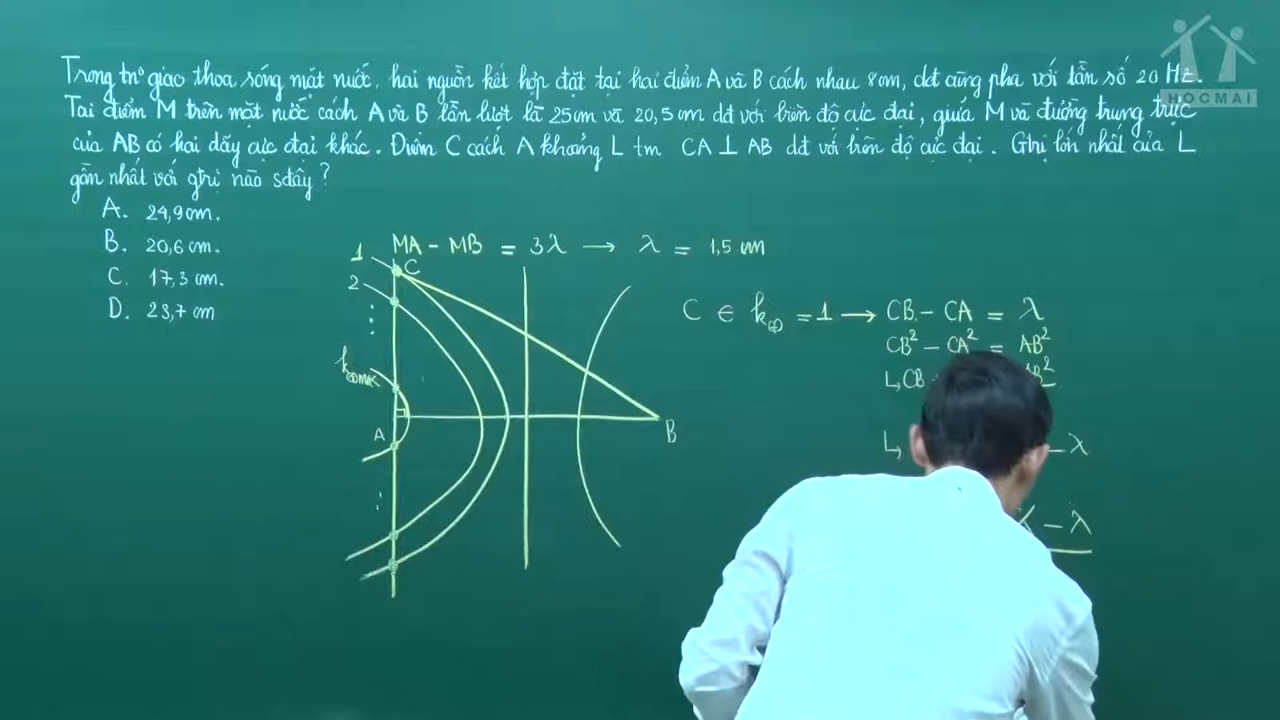 HOCMAI
Trong tnº giao thoa sóng mặt nước, hai nguồn kết hợp đặt tại hai điểm A và B cách nhau 8cm, dđ cùng pha với tần số 20 Hz.
Tai điểm M trên mặt nước cách A và B lần lượt là 25cm và 20,5cm dđ với biên độ cực đại, giữa M và đường trung trực
của AB có hai dãy cực đại khác. Điểm C cách A khoảng L tm CA ⊥ AB dđ với biên độ cực đại. Gtrị lớn nhất của L
gần nhất với gtrị nào sđây?
A. 24,9cm.
B. 20,6 cm.
C. 17,3 cm.
D. 23,7 cm
MA - MB = 3λ → λ = 1,5 cm
1
C
2
A
B
C ∈ k = 1 → CB - CA = λ
CB² - CA² = AB²
↳ CB
↳ - λ
- λ